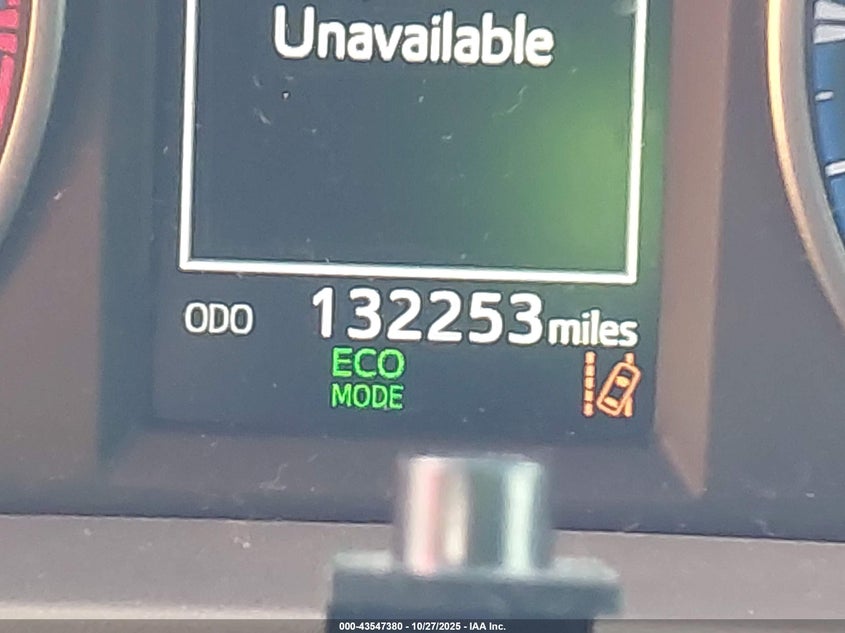 Unavailable
ODO 132253 miles
ECO
MODE
000-43547380 - 10/27/2025 - IAA Inc.